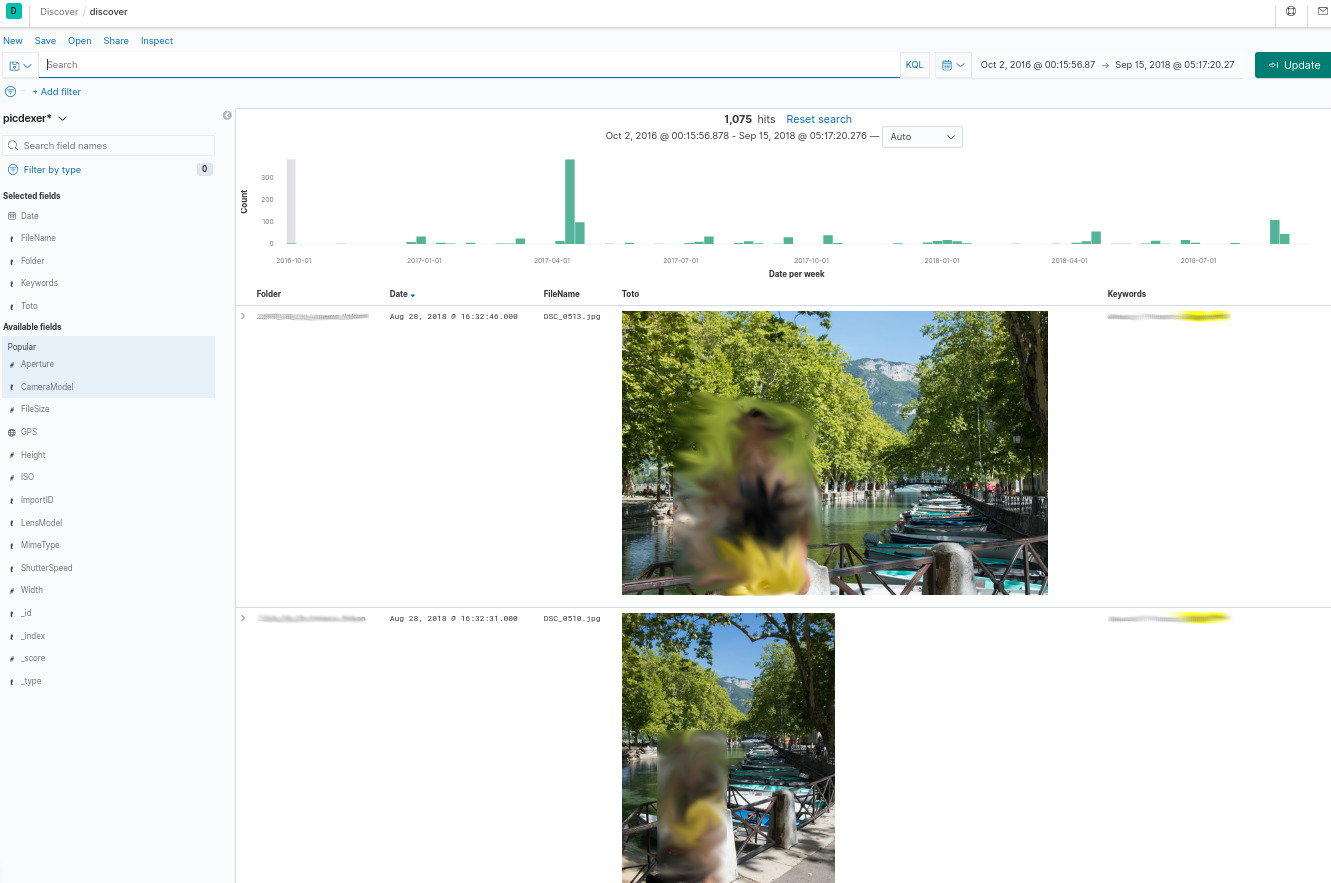 D Discover / discover
New Save Open Share Inspect
Search KQL Oct 2, 2016 @ 00:15:56.87 → Sep 15, 2018 @ 05:17:20.27 Update
+ Add filter
picdexer*
Search field names
Filter by type 0
Selected fields
Date
t FileName
t Folder
t Keywords
t Toto
Available fields
Popular
# Aperture
t CameraModel
# FileSize
GPS
# Height
# ISO
t ImportID
t LensModel
t MimeType
t ShutterSpeed
# Width
t _id
t _index
# _score
t _type
1,075 hits Reset search
Oct 2, 2016 @ 00:15:56.878 - Sep 15, 2018 @ 05:17:20.276 — Auto
Count
300
200
100
0
2016-10-01 2017-01-01 2017-04-01 2017-07-01 2017-10-01 2018-01-01 2018-04-01 2018-07-01
Date per week
Folder Date FileName Toto Keywords
Aug 28, 2018 @ 16:32:46.000 DSC_0513.jpg
Aug 28, 2018 @ 16:32:31.000 DSC_0510.jpg